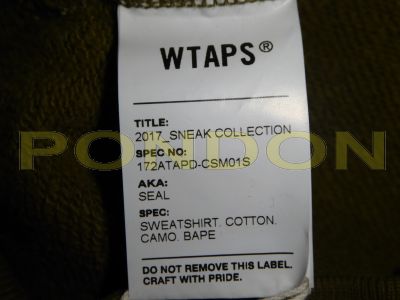 WTAPS®
TITLE:
2017_SNEAK COLLECTION
SPEC NO:
172ATAPD-CSM01S
PONDON
AKA:
SEAL
SPEC:
SWEATSHIRT. COTTON.
CAMO. BAPE
DO NOT REMOVE THIS LABEL,
CRAFT WITH PRIDE.